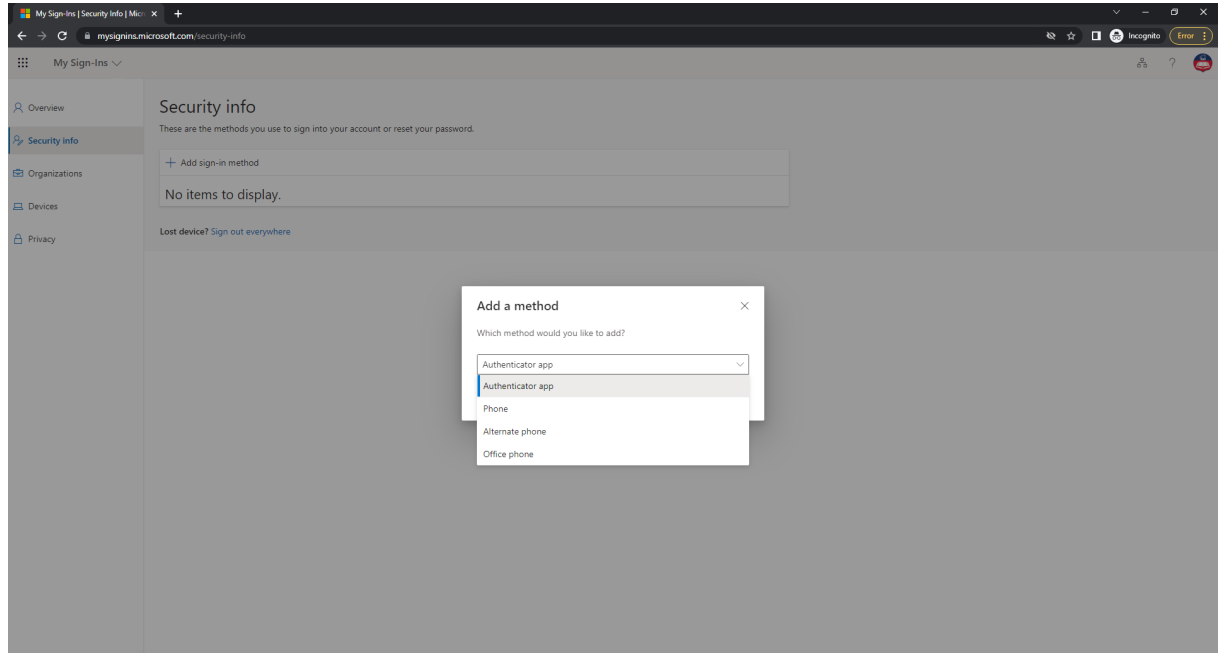 My Sign-Ins | Security Info | Micr
mysignins.microsoft.com/security-info
Incognito
Error
My Sign-Ins
?
Overview
Security info
Organizations
Devices
Privacy
Security info
These are the methods you use to sign into your account or reset your password.
+ Add sign-in method
No items to display.
Lost device? Sign out everywhere
Add a method
Which method would you like to add?
Authenticator app
Authenticator app
Phone
Alternate phone
Office phone